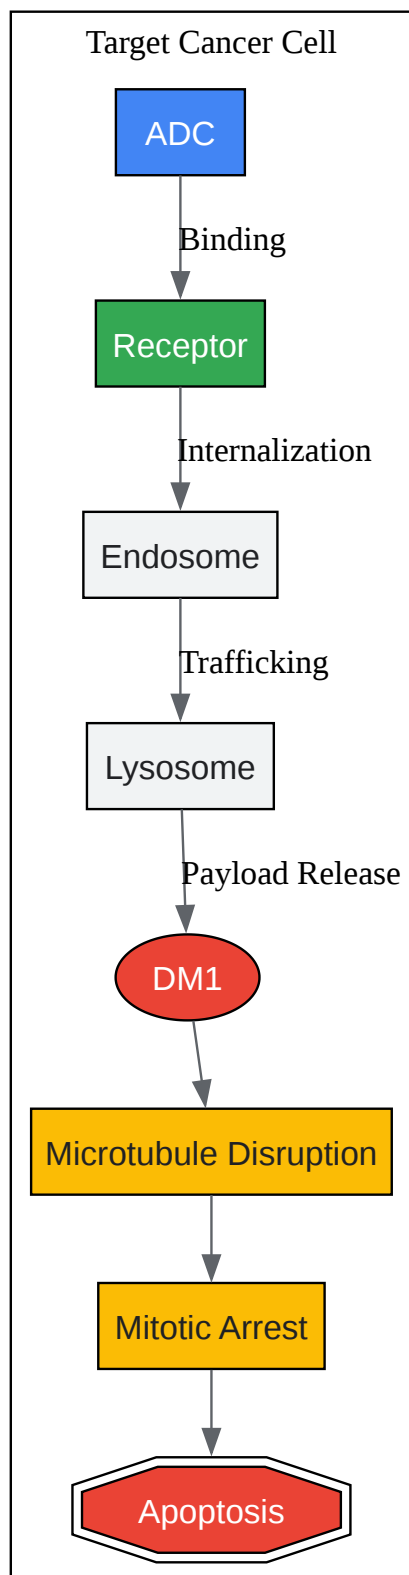 Target Cancer Cell
ADC
Binding
Receptor
Internalization
Endosome
Trafficking
Lysosome
Payload Release
DM1
Microtubule Disruption
Mitotic Arrest
Apoptosis